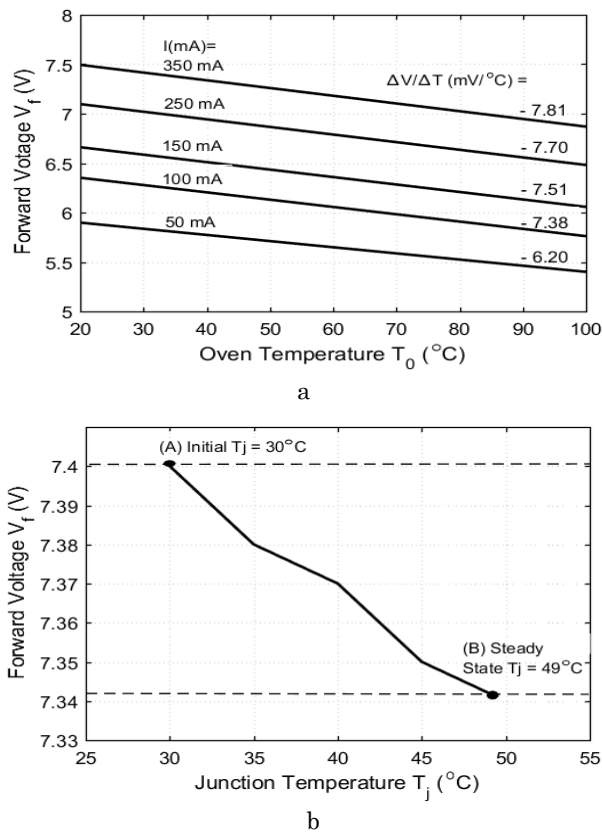 8
I(mA)=
7.5
350 mA
ΔV/ΔT (mV/°C) =
- 7.81
7
250 mA
- 7.70
6.5
150 mA
- 7.51
100 mA
- 7.38
6
50 mA
- 6.20
5.5
5
Forward Votage V_f (V)
20 30 40 50 60 70 80 90 100
Oven Temperature T_0 (°C)
a
(A) Initial Tj = 30°C
7.4
7.39
7.38
7.37
7.36
(B) Steady
State Tj = 49°C
7.35
7.34
7.33
Forward Voltage V_f (V)
25 30 35 40 45 50 55
Junction Temperature T_j (°C)
b